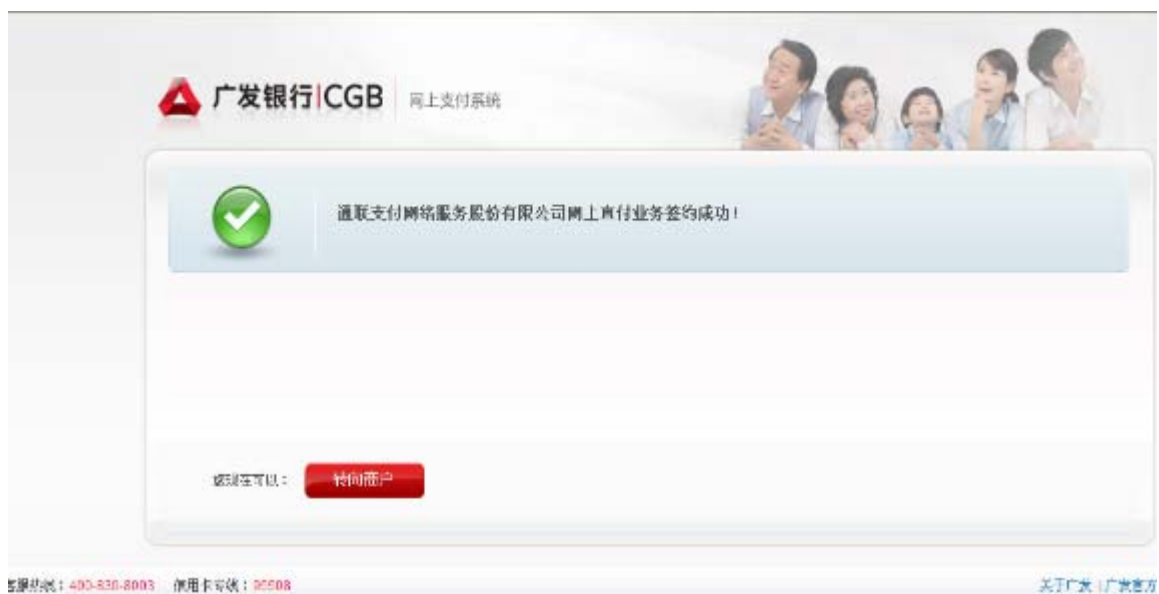 广发银行|CGB 网上支付系统
通联支付网络服务股份有限公司网上直付业务签约成功!
您现在可以: 转向商户
客服热线:400-830-8003 信用卡专线:95508
关于广发 | 广发官方